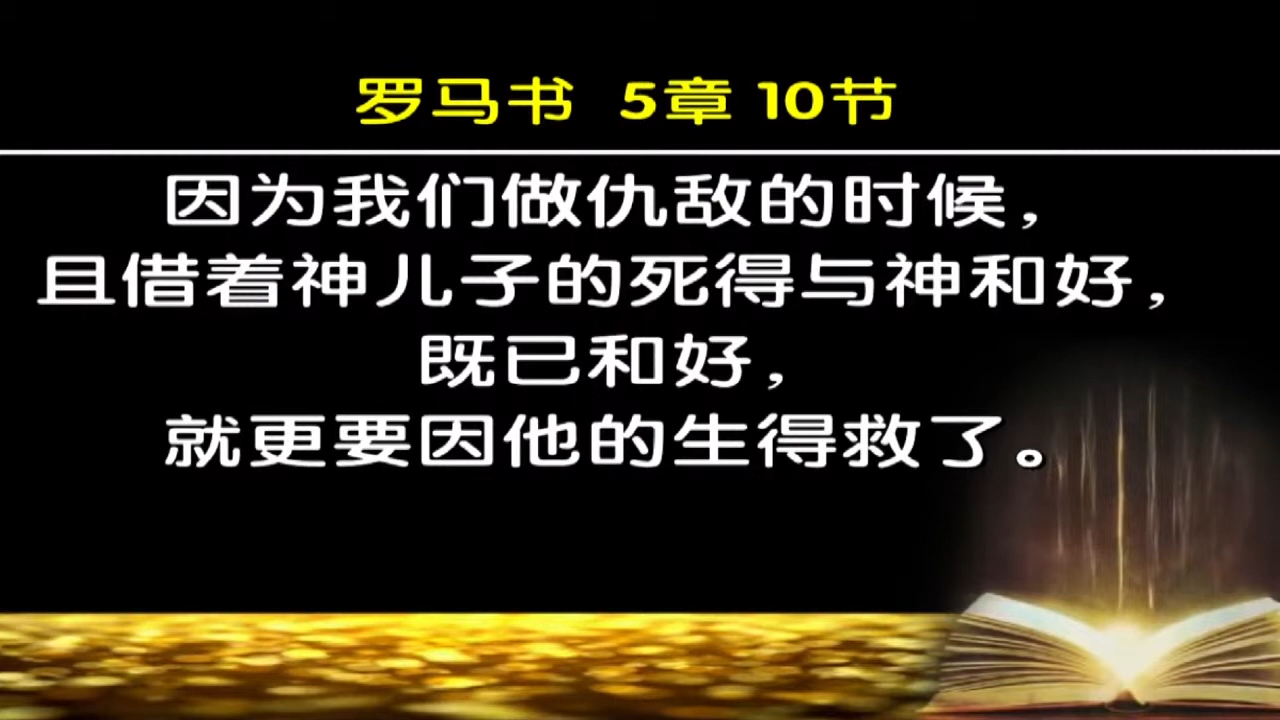 罗马书 5章 10节
因为我们做仇敌的时候，
且借着神儿子的死得与神和好，
既已和好，
就更要因他的生得救了。